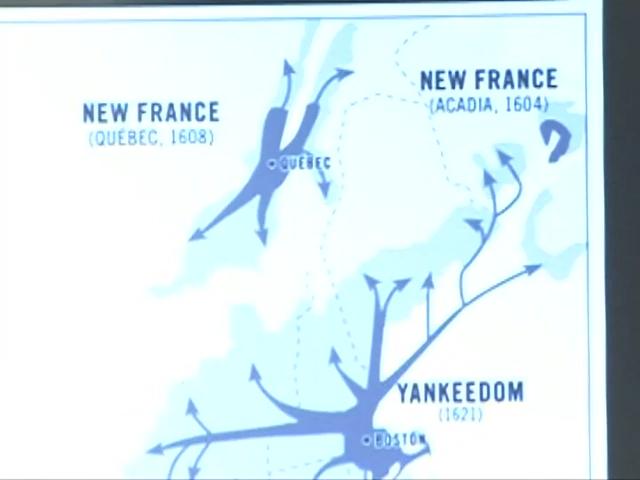 NEW FRANCE
(QUÉBEC, 1608)
NEW FRANCE
(ACADIA, 1604)
QUÉBEC
YANKEEDOM
(1621)
BOSTON